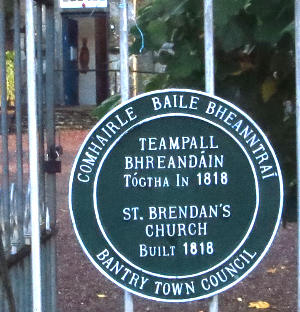 COMHAIRLE BAILE BHEANNTRAÍ
TEAMPALL
BHREANDÁIN
TÓGTHA IN 1818
ST. BRENDAN'S
CHURCH
BUILT 1818
BANTRY TOWN COUNCIL